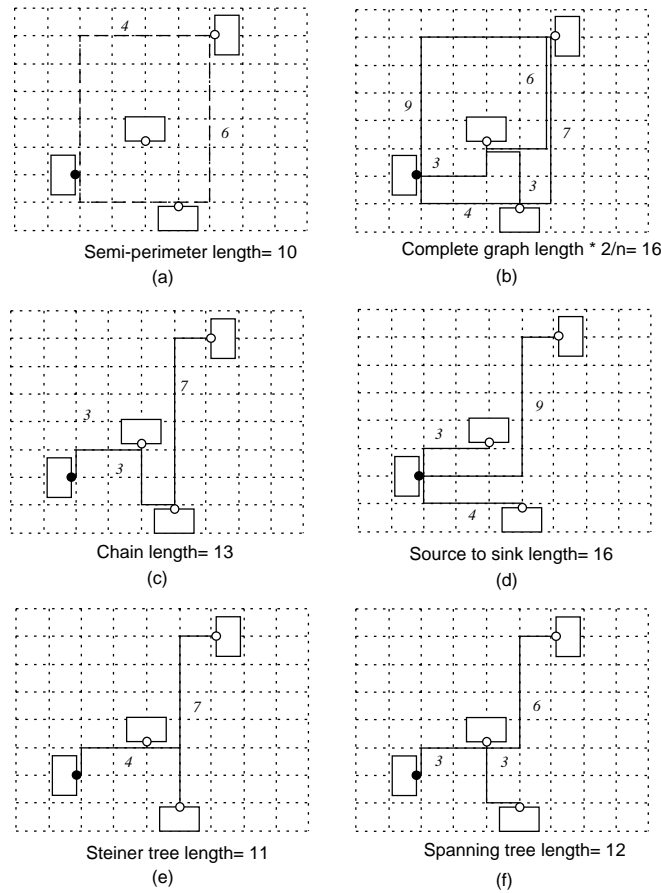 4
6
Semi-perimeter length= 10
(a)
6
9
7
3
3
4
Complete graph length * 2/n= 16
(b)
7
3
3
Chain length= 13
(c)
9
3
4
Source to sink length= 16
(d)
7
4
Steiner tree length= 11
(e)
6
3
3
Spanning tree length= 12
(f)